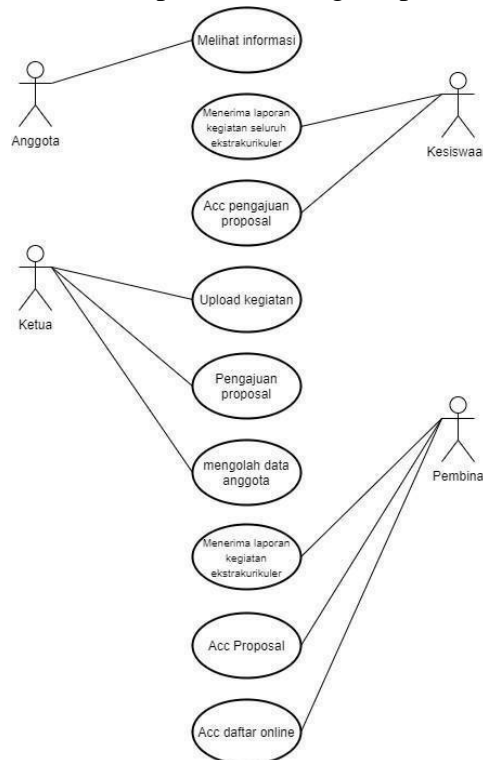 Melihat informasi
Anggota
Menerima laporan
kegiatan seluruh
ekstrakurikuler
Kesiswaa
Acc pengajuan
proposal
Ketua
Upload kegiatan
Pengajuan
proposal
mengolah data
anggota
Pembina
Menerima laporan
kegiatan
ekstrakurikuler
Acc Proposal
Acc daftar online